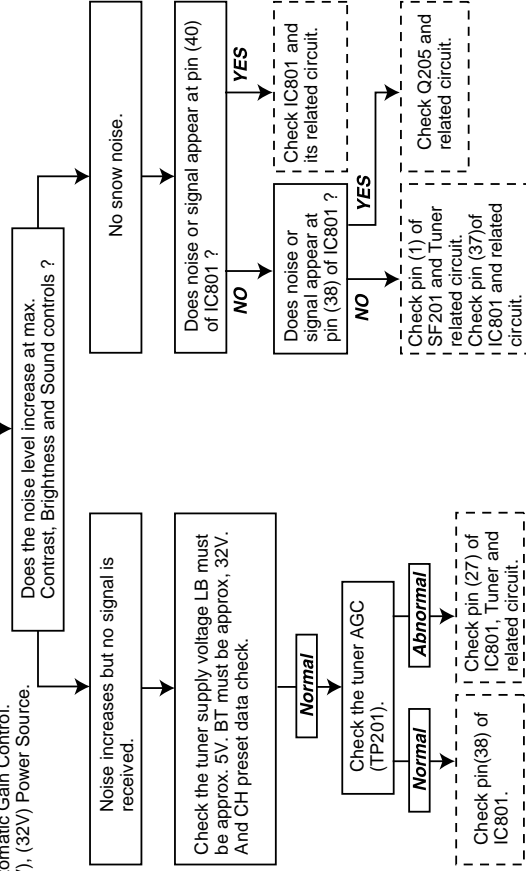 tomatic Gain Control.
), (32V) Power Source.
Does the noise level increase at max.
Contrast, Brightness and Sound controls ?
Noise increases but no signal is
received.
Check the tuner supply voltage LB must
be approx. 5V. BT must be approx, 32V.
And CH preset data check.
Normal
Check the tuner AGC
(TP201).
Normal
Abnormal
Check pin(38) of
IC801.
Check pin (27) of
IC801, Tuner and
related circuit.
No snow noise.
Does noise or signal appear at pin (40)
of IC801 ?
NO
YES
Does noise or
signal appear at
pin (38) of IC801 ?
Check IC801 and
its related circuit.
NO
YES
Check pin (1) of
SF201 and Tuner
related circuit.
Check pin (37)of
IC801 and related
circuit.
Check Q205 and
related circuit.